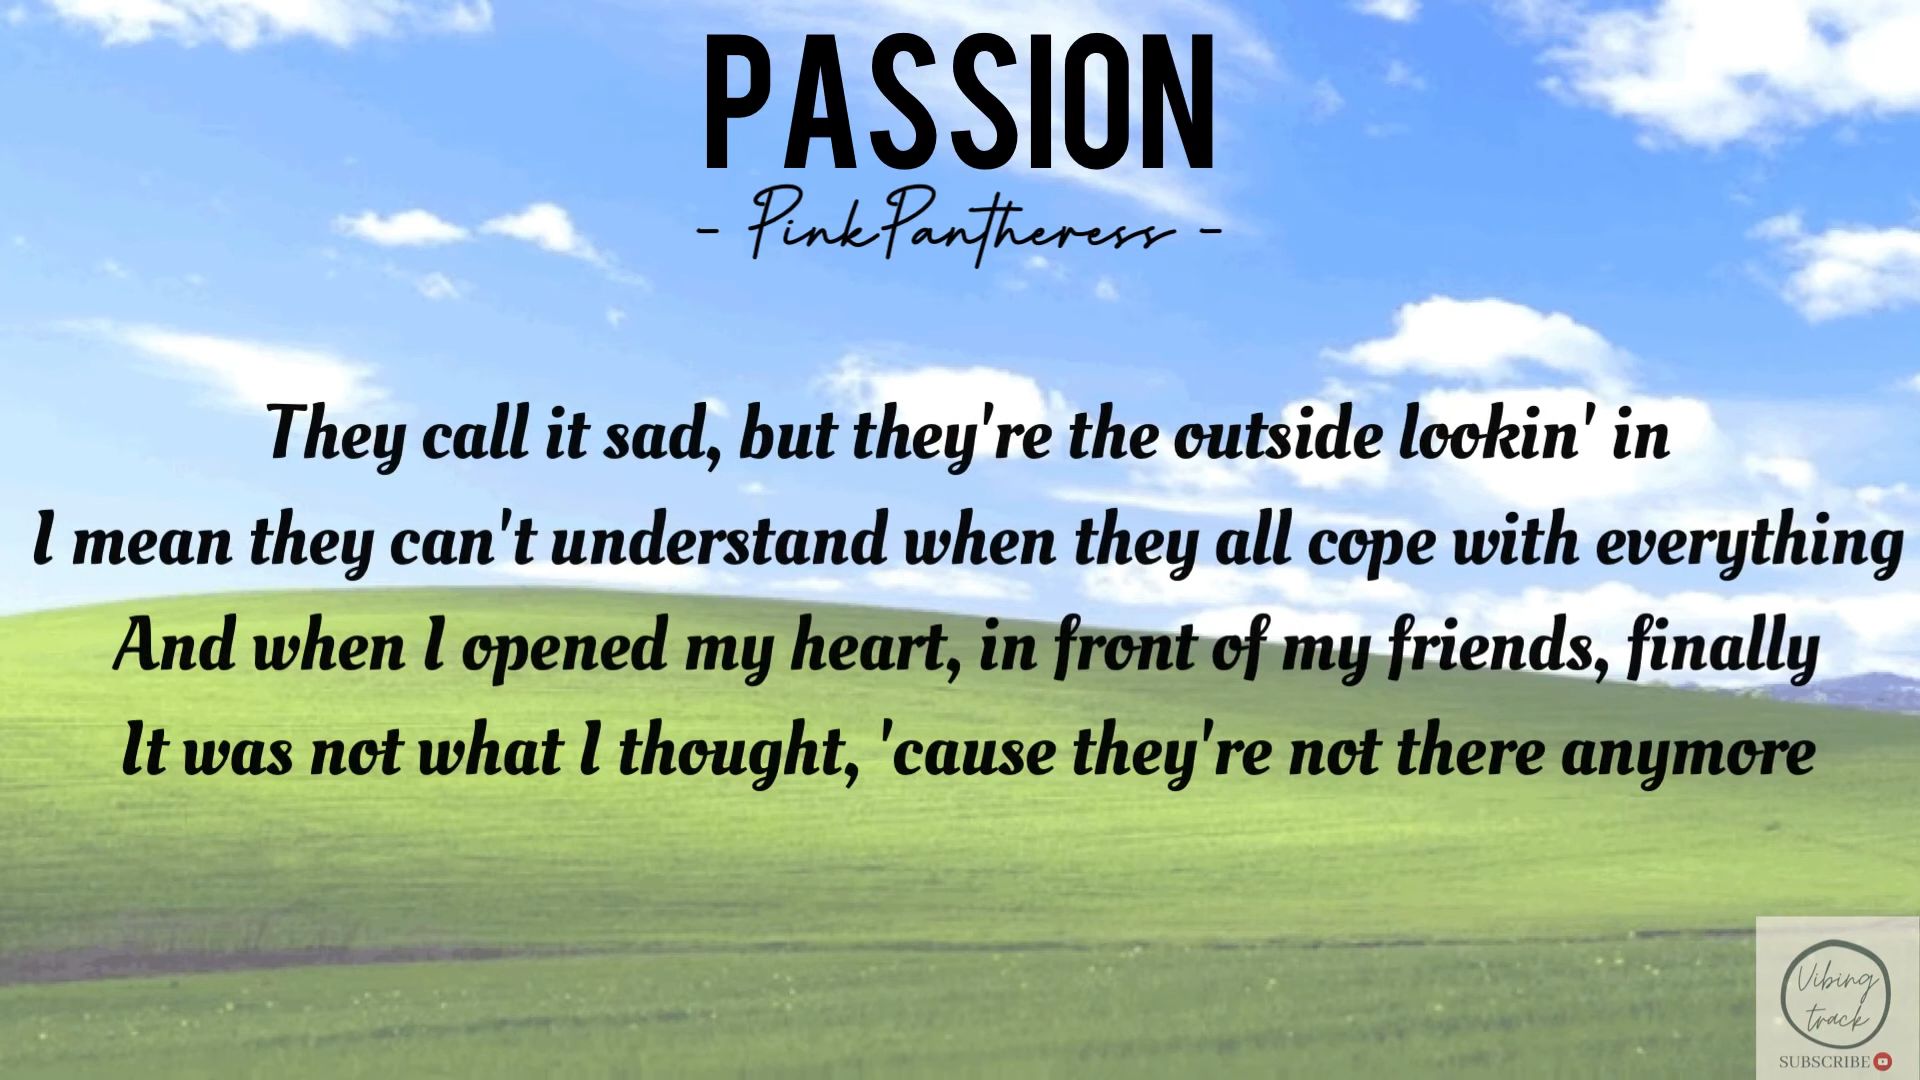 PASSION
- PinkPantheress -
They call it sad, but they're the outside lookin' in
I mean they can't understand when they all cope with everything
And when I opened my heart, in front of my friends, finally
It was not what I thought, 'cause they're not there anymore
Vibing
track
SUBSCRIBE